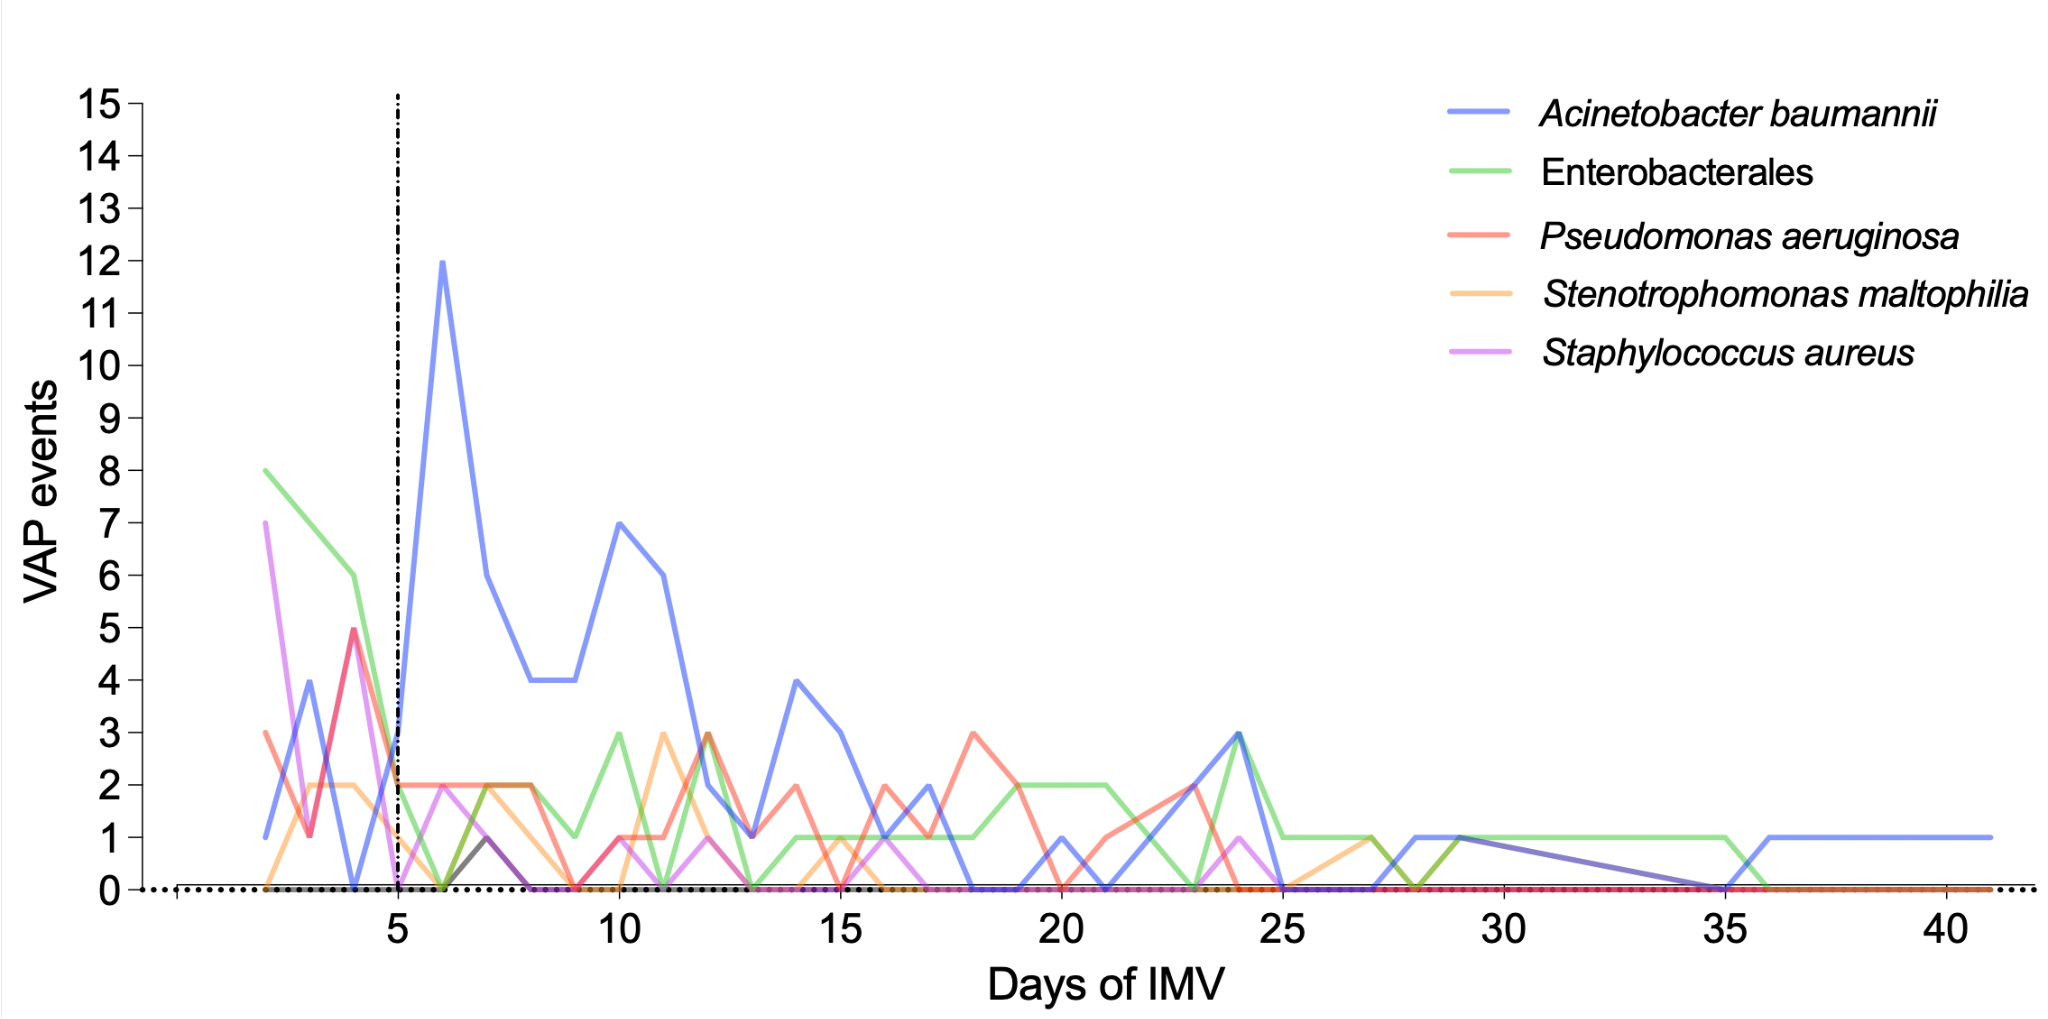 15
14
13
12
11
10
9
8
7
6
5
4
3
2
1
0
VAP events
Acinetobacter baumannii
Enterobacterales
Pseudomonas aeruginosa
Stenotrophomonas maltophilia
Staphylococcus aureus
5 10 15 20 25 30 35 40
Days of IMV